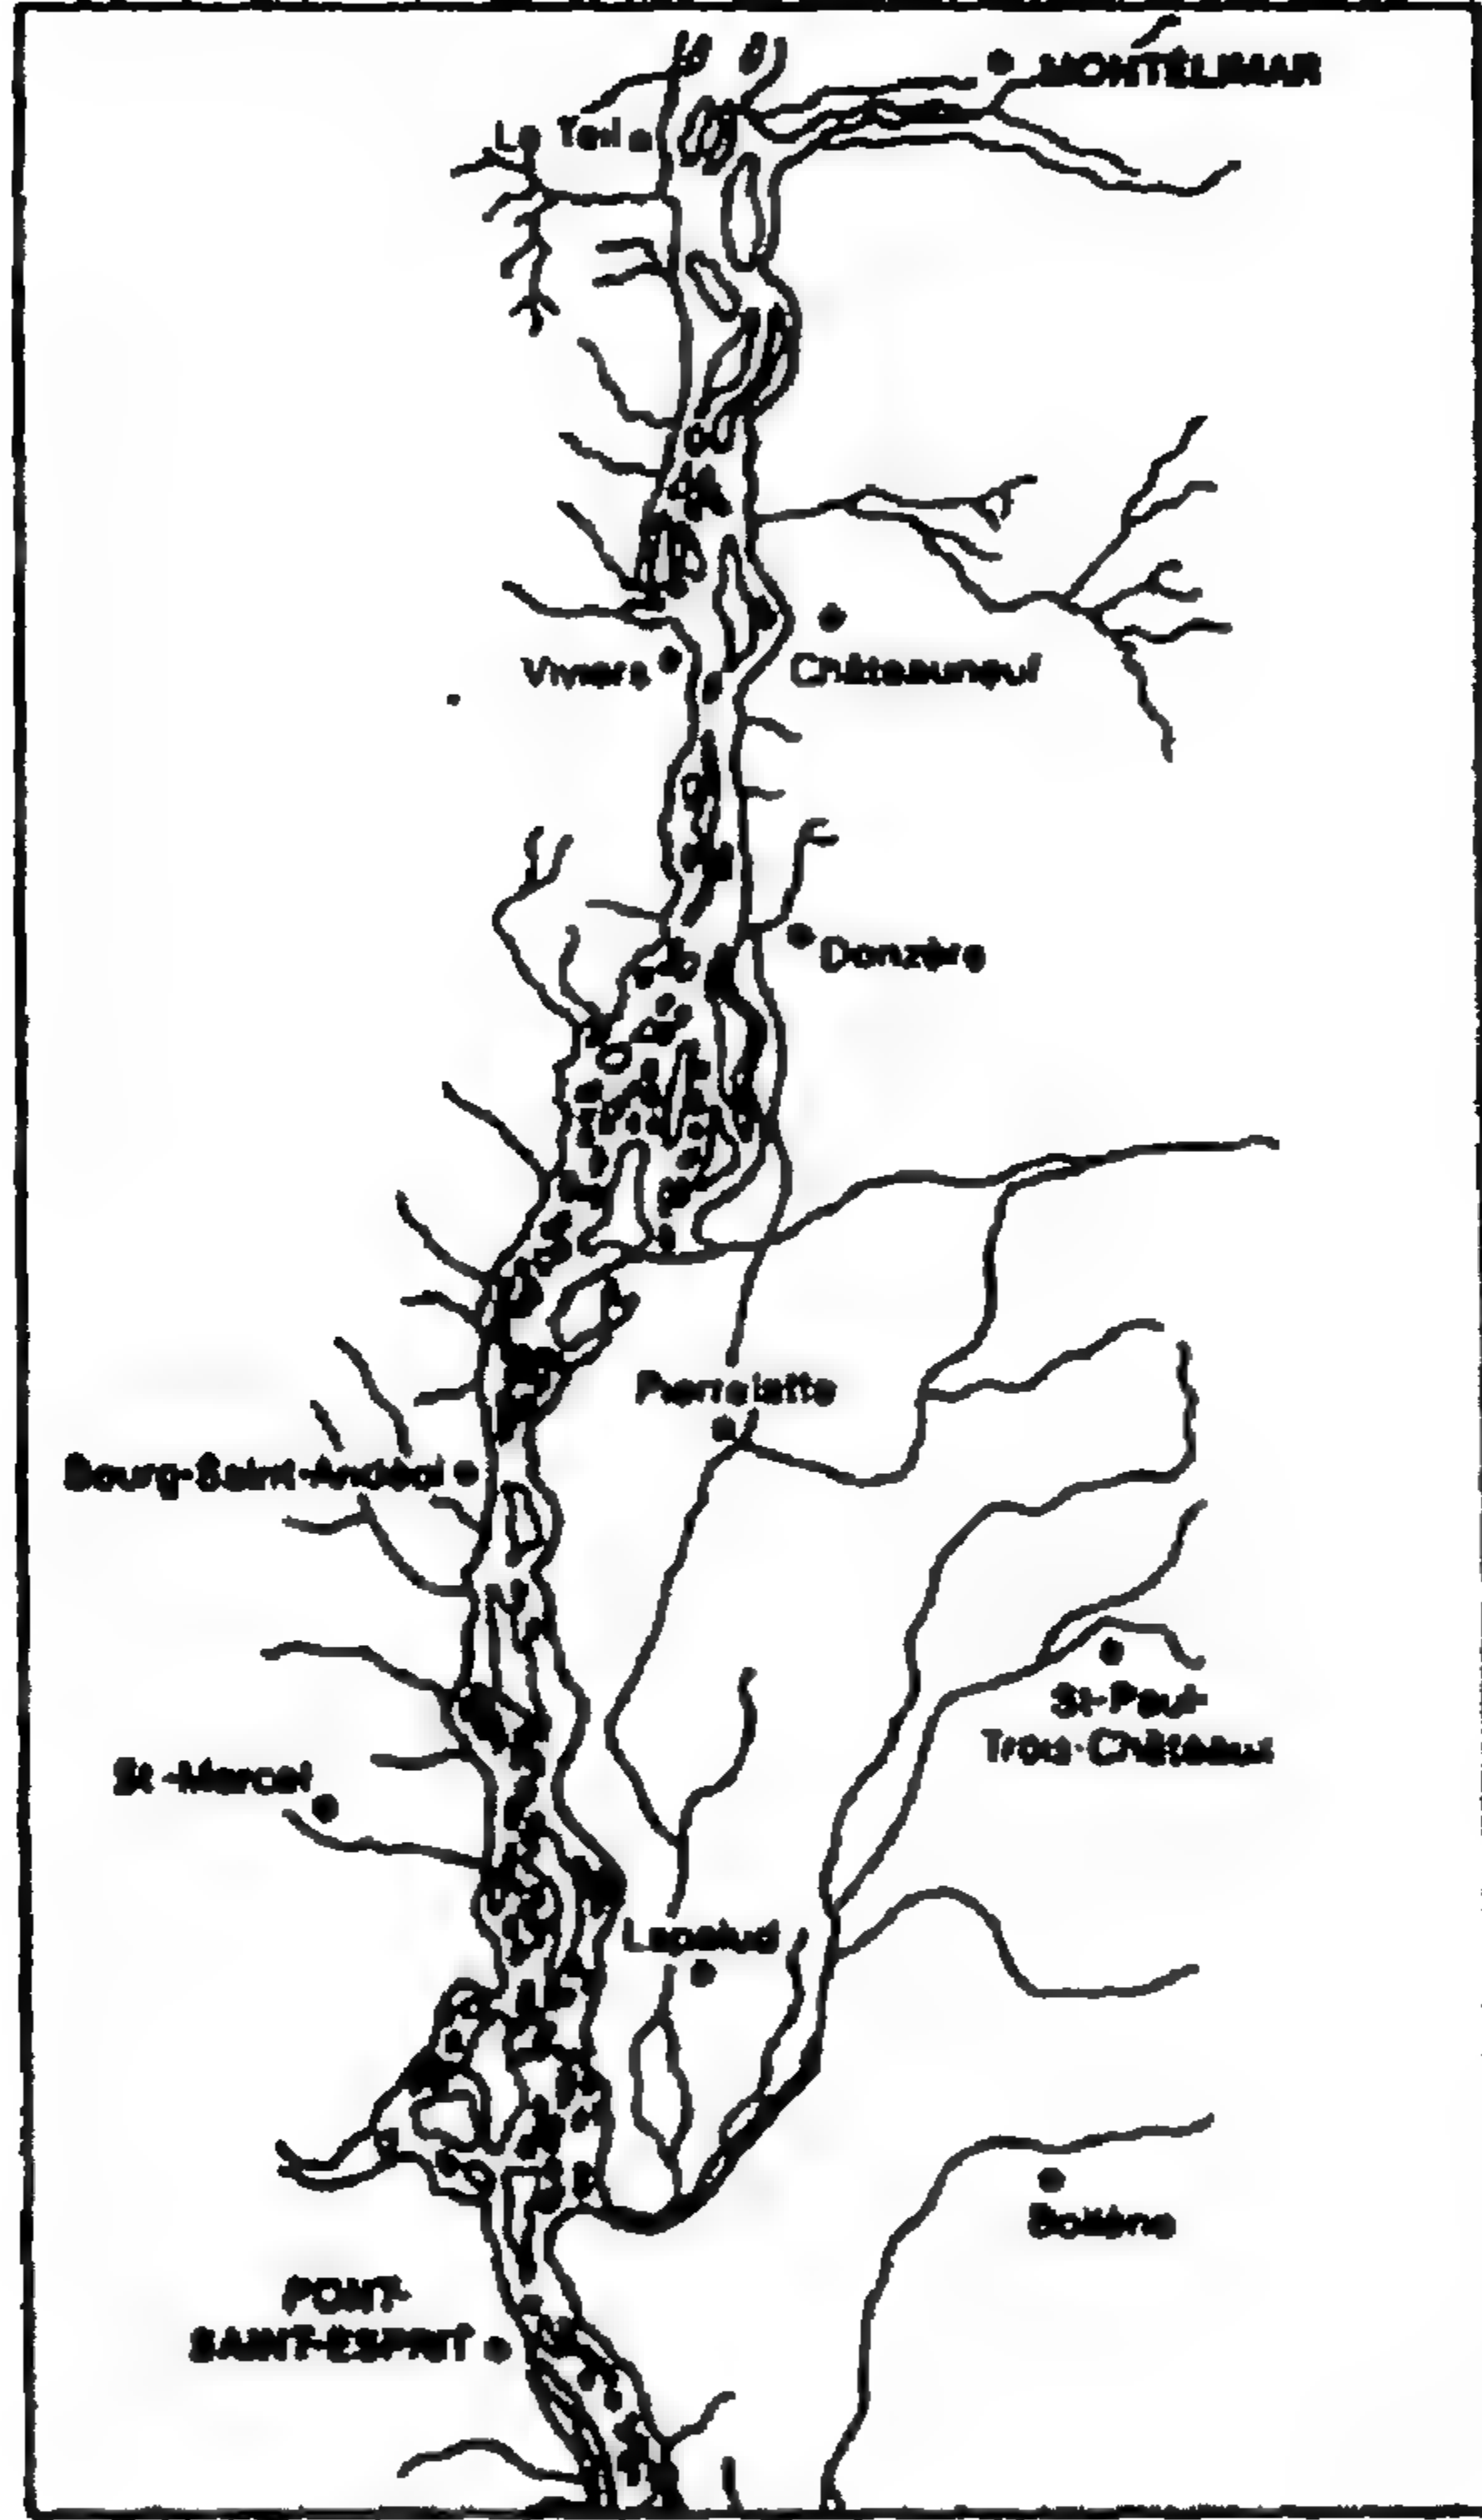 MONTÉLIMAR
Le Teil
Viviers
Châteauneuf
Donzère
Pierrelatte
Bourg-Saint-Andéol
St-Paul-
Trois-Châteaux
St-Marcel
Lapalud
Bollène
PONT-
SAINT-ESPRIT